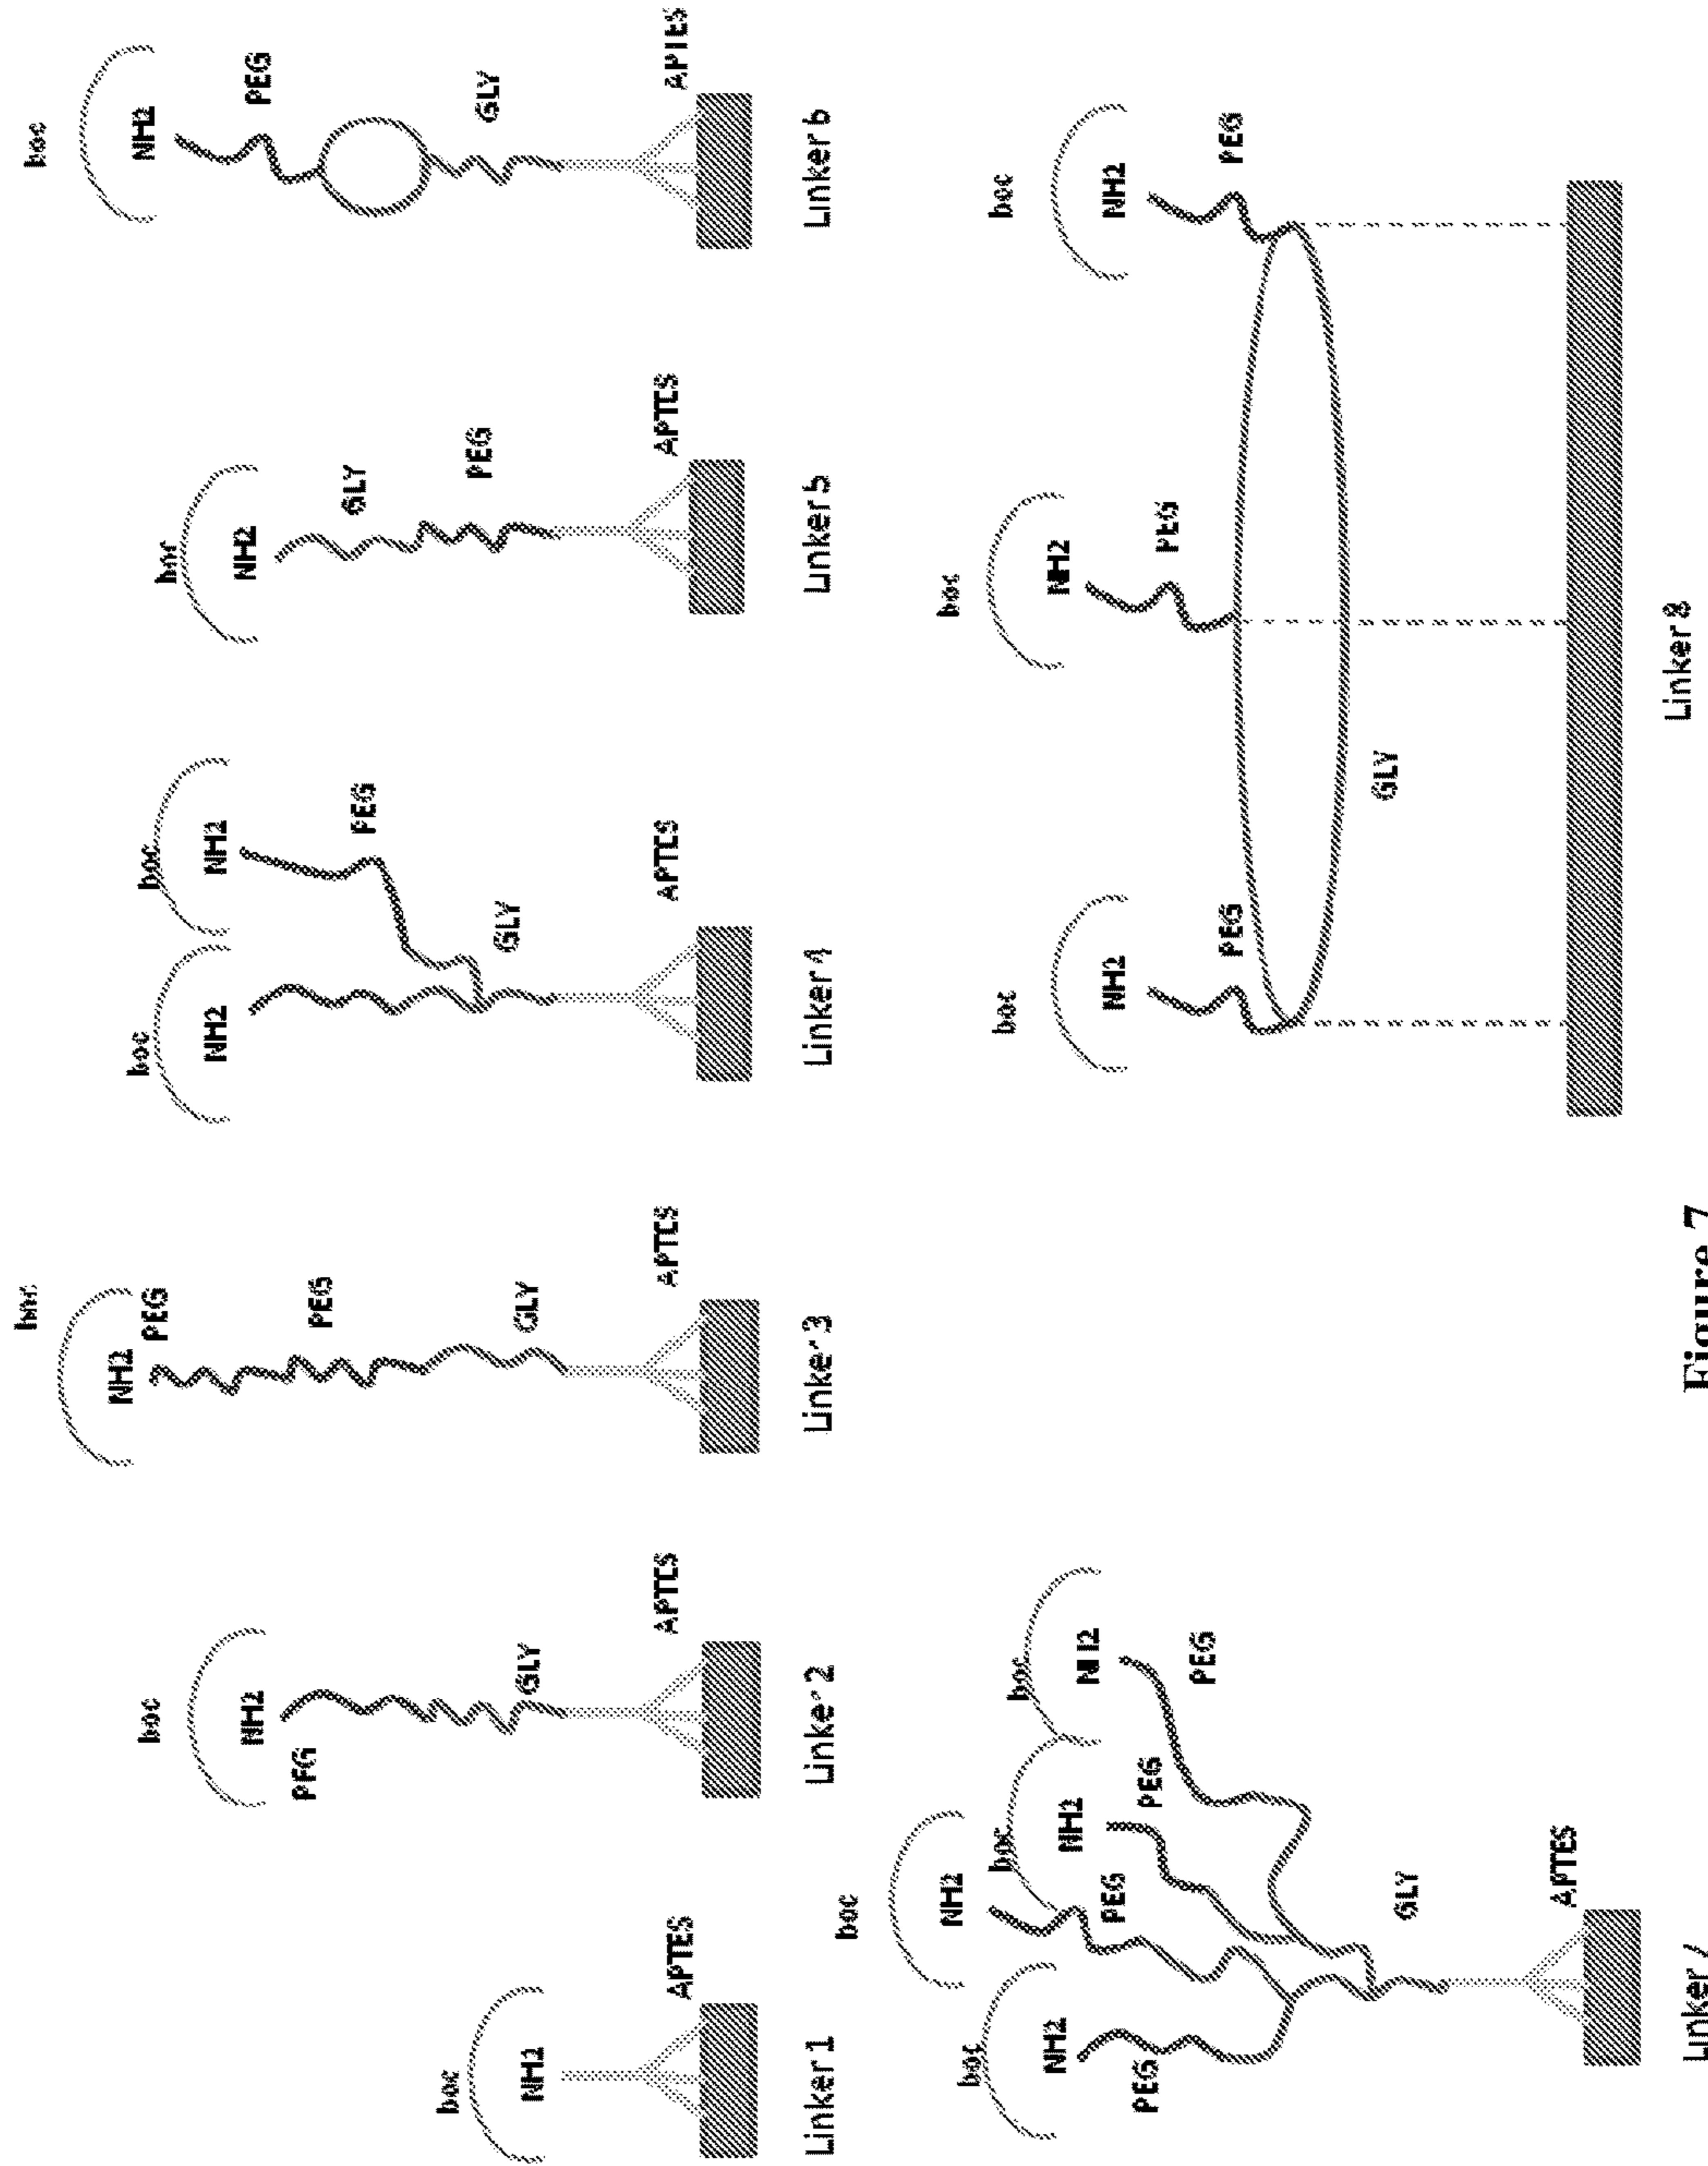 boc
NH2
APTES
Linker 1
boc
NH2
PEG
GLY
APTES
Linker 2
boc
NH2
PEG
PEG
GLY
APTES
Linker 3
boc
boc
NH2
NH2
PEG
GLY
APTES
Linker 4
boc
NH2
GLY
PEG
APTES
Linker 5
boc
NH2
PEG
GLY
APTES
Linker 6
boc
boc
boc
boc
NH2
NH2
NH2
NH2
PEG
PEG
PEG
PEG
GLY
APTES
Linker 7
boc
boc
boc
NH2
NH2
NH2
PEG
PEG
PEG
GLY
Linker 8
Figure 7